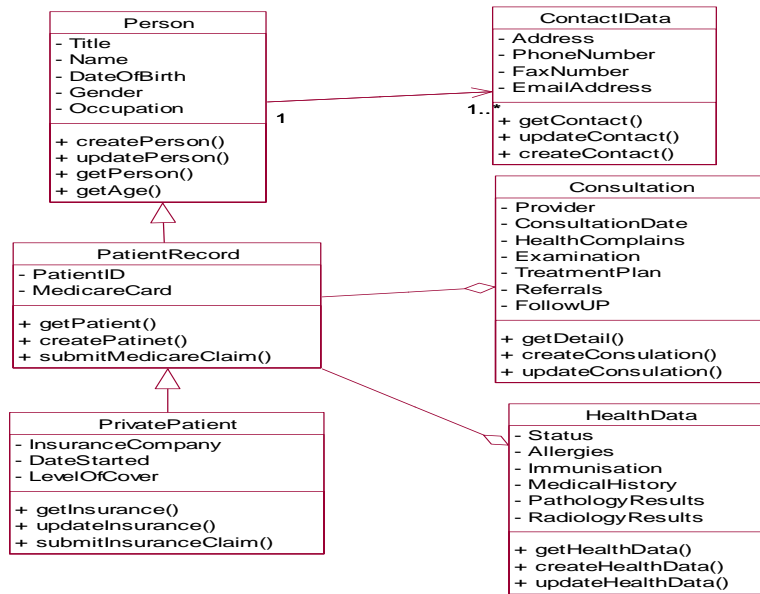 Person
- Title
- Name
- DateOfBirth
- Gender
- Occupation
+ createPerson()
+ updatePerson()
+ getPerson()
+ getAge()
1
1..*
ContactlData
- Address
- PhoneNumber
- FaxNumber
- EmailAddress
+ getContact()
+ updateContact()
+ createContact()
PatientRecord
- PatientID
- MedicareCard
+ getPatient()
+ createPatinet()
+ submitMedicareClaim()
Consultation
- Provider
- ConsultationDate
- HealthComplains
- Examination
- TreatmentPlan
- Referrals
- FollowUP
+ getDetail()
+ createConsulation()
+ updateConsulation()
PrivatePatient
- InsuranceCompany
- DateStarted
- LevelOfCover
+ getInsurance()
+ updateInsurance()
+ submitInsuranceClaim()
HealthData
- Status
- Allergies
- Immunisation
- MedicalHistory
- PathologyResults
- RadiologyResults
+ getHealthData()
+ createHealthData()
+ updateHealthData()